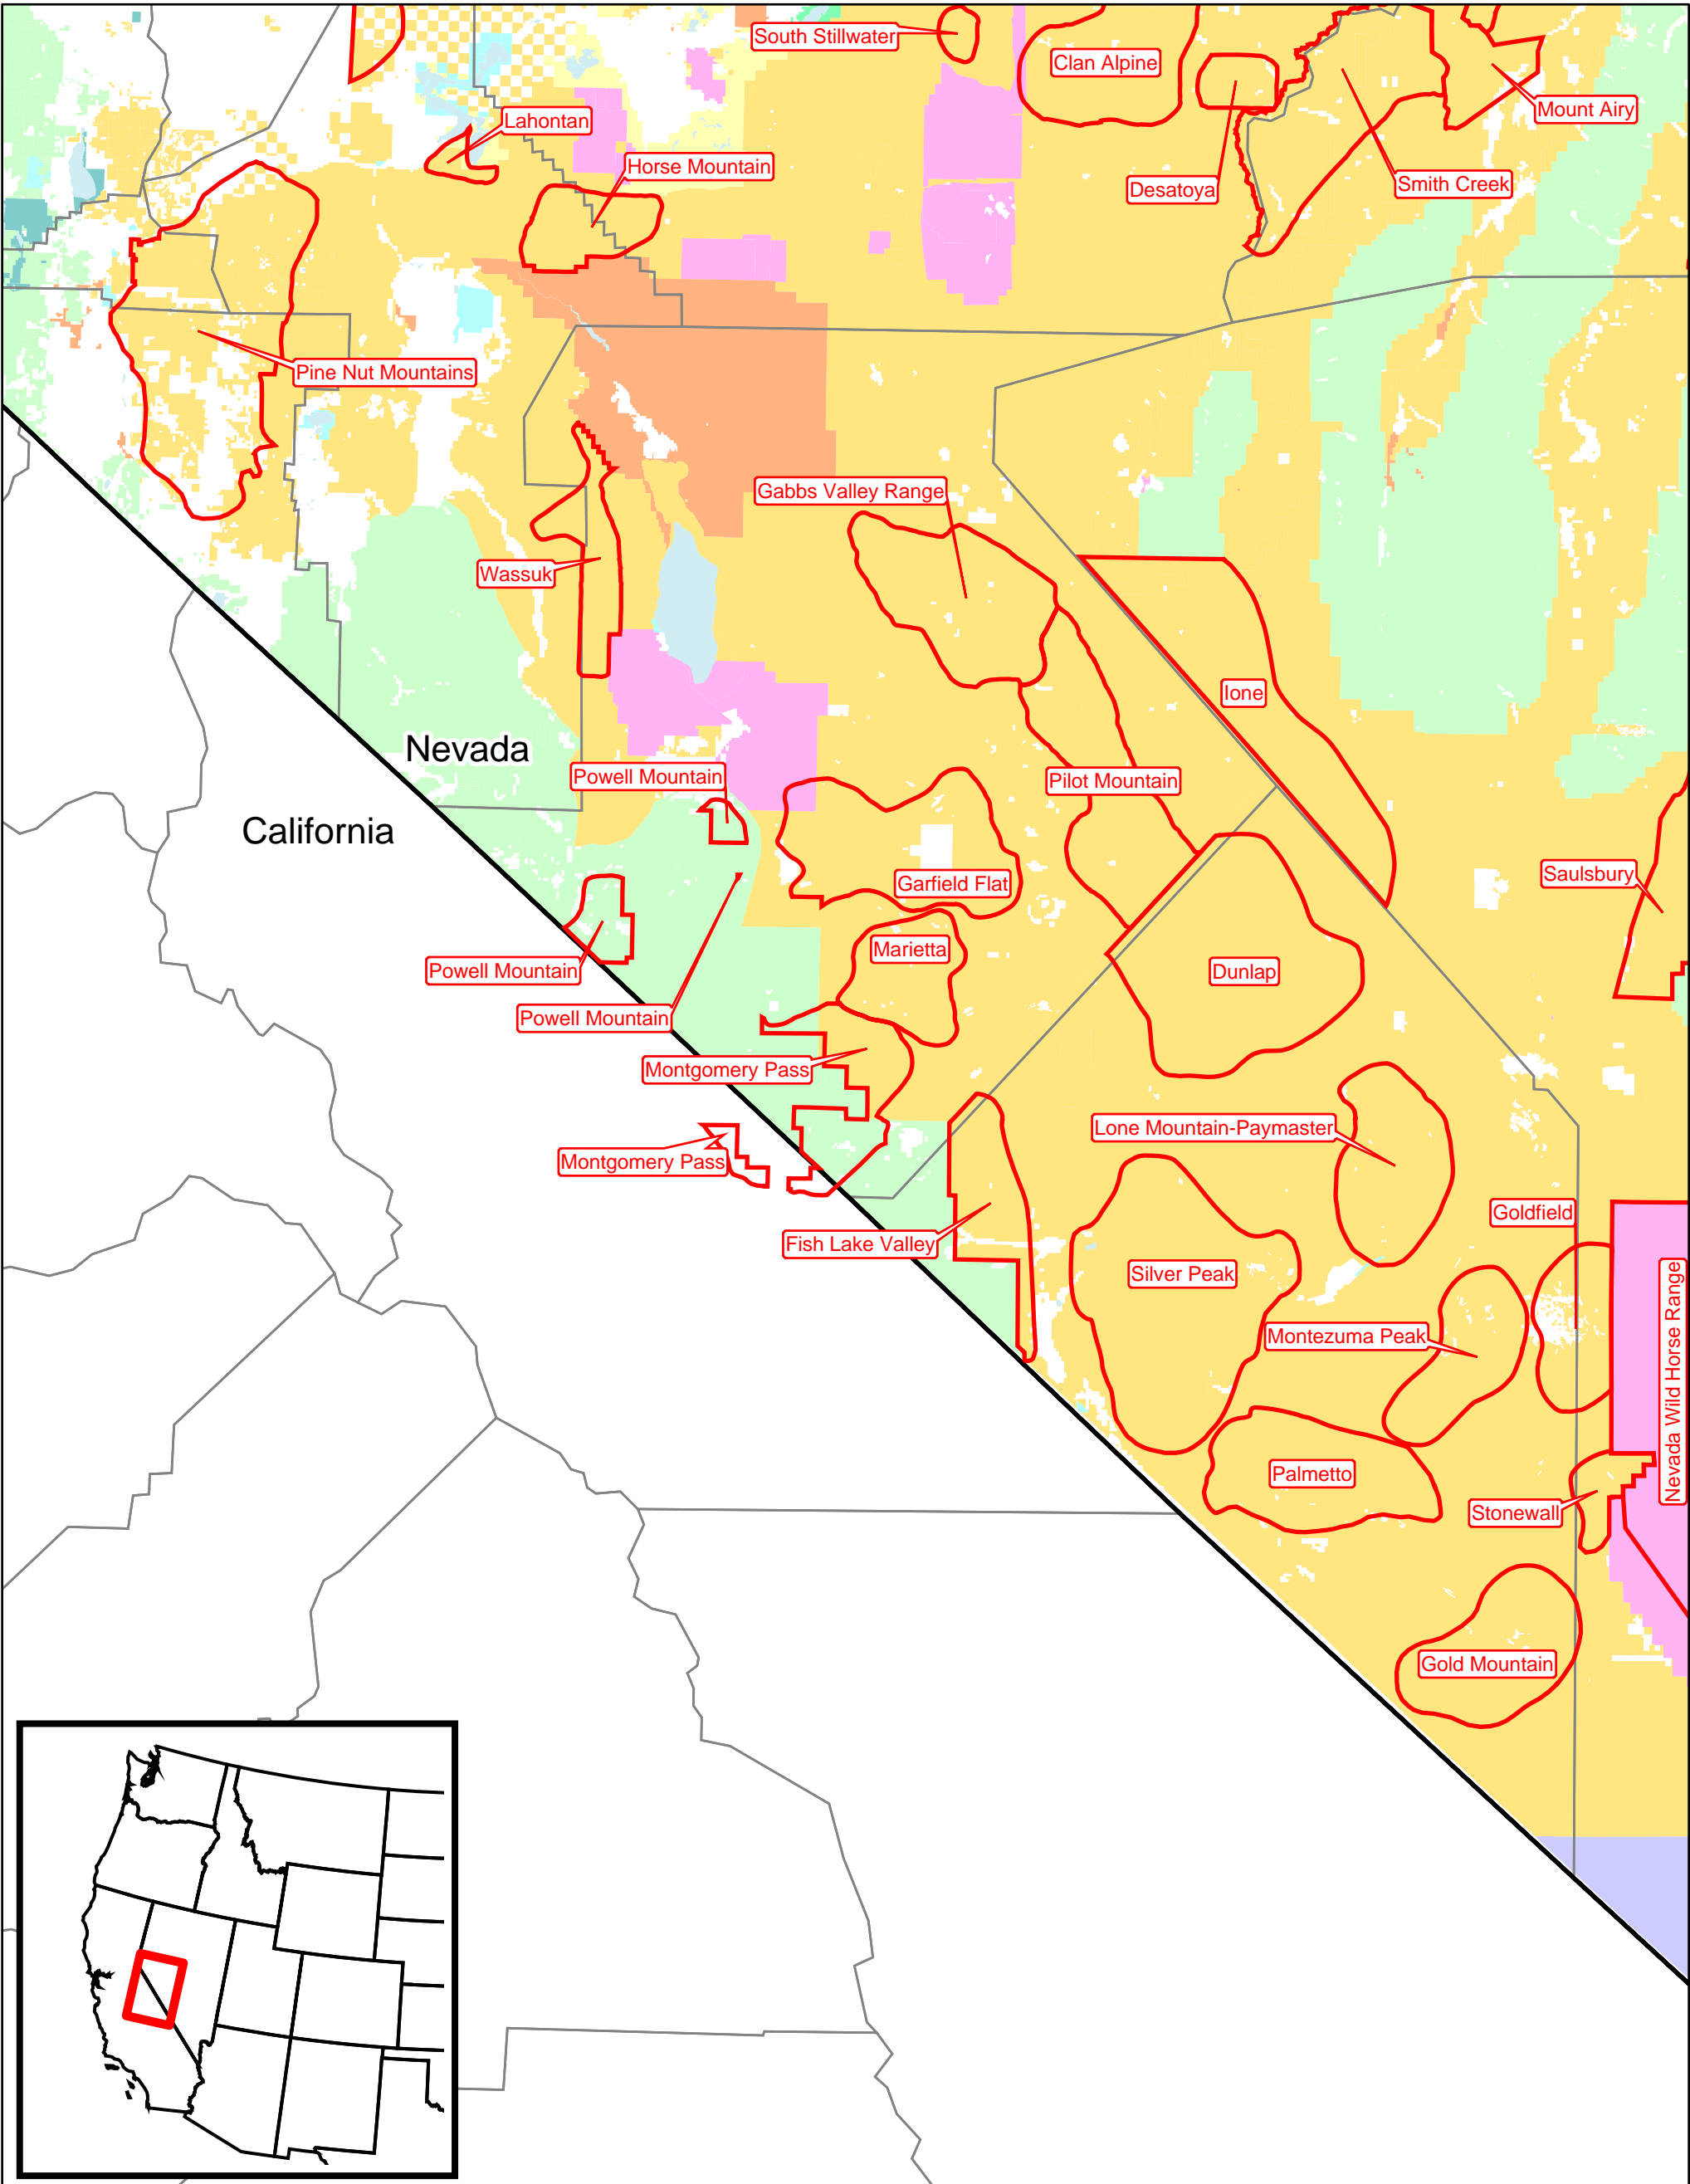 South Stillwater
Clan Alpine
Mount Airy
Lahontan
Horse Mountain
Desatoya
Smith Creek
Pine Nut Mountains
Gabbs Valley Range
Wassuk
Ione
Nevada
Powell Mountain
Pilot Mountain
California
Garfield Flat
Saulsbury
Marietta
Powell Mountain
Dunlap
Powell Mountain
Montgomery Pass
Lone Mountain-Paymaster
Montgomery Pass
Goldfield
Fish Lake Valley
Silver Peak
Nevada Wild Horse Range
Montezuma Peak
Palmetto
Stonewall
Gold Mountain